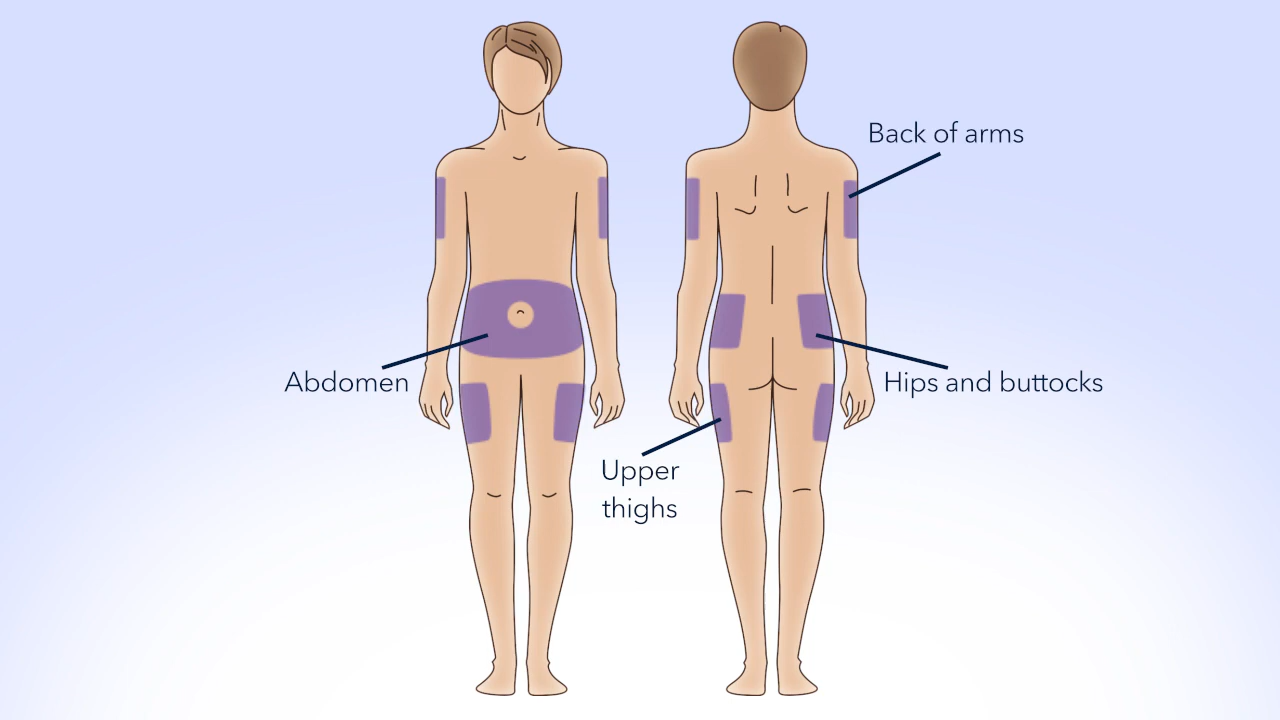 Back of arms
Abdomen
Hips and buttocks
Upper
thighs